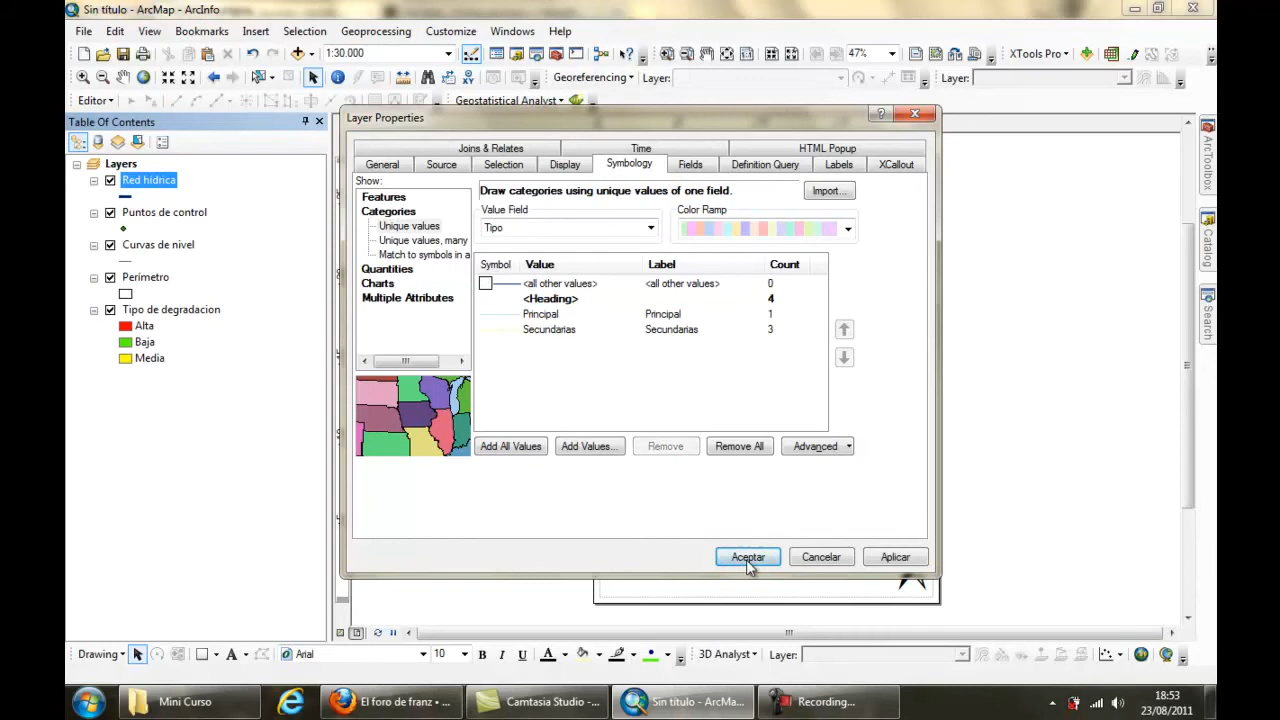 Sin título - ArcMap - ArcInfo
File Edit View Bookmarks Insert Selection Geoprocessing Customize Windows Help
1:30.000 47% XTools Pro
Georeferencing Layer: Layer:
Editor Geostatistical Analyst
Table Of Contents
Layers
Red hídrica
Puntos de control
Curvas de nivel
Perímetro
Tipo de degradacion
Alta
Baja
Media
Layer Properties
Joins & Relates Time HTML Popup
General Source Selection Display Symbology Fields Definition Query Labels XCallout
Show:
Features
Categories
Unique values
Unique values, many
Match to symbols in a
Quantities
Charts
Multiple Attributes
Draw categories using unique values of one field.
Import...
Value Field Color Ramp
Tipo
Symbol Value Label Count
<all other values> <all other values> 0
<Heading> 4
Principal Principal 1
Secundarias Secundarias 3
Add All Values Add Values... Remove Remove All Advanced
Aceptar Cancelar Aplicar
ArcToolbox
Catalog
Search
Drawing Arial 10 B I U A 3D Analyst Layer:
Mini Curso El foro de franz • ... Camtasia Studio -... Sin título - ArcMa... Recording...
18:53
23/08/2011